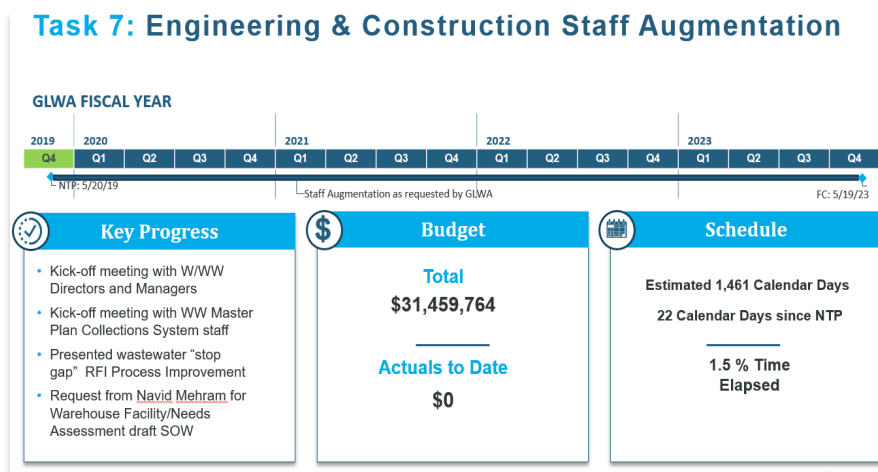 Task 7: Engineering & Construction Staff Augmentation
GLWA FISCAL YEAR
2019 2020 2021 2022 2023
Q4 Q1 Q2 Q3 Q4 Q1 Q2 Q3 Q4 Q1 Q2 Q3 Q4 Q1 Q2 Q3 Q4
NTP: 5/20/19
Staff Augmentation as requested by GLWA
FC: 5/19/23
Key Progress
• Kick-off meeting with W/WW
Directors and Managers
• Kick-off meeting with WW Master
Plan Collections System staff
• Presented wastewater “stop
gap” RFI Process Improvement
• Request from Navid Mehram for
Warehouse Facility/Needs
Assessment draft SOW
$
Budget
Total
$31,459,764
Actuals to Date
$0
Schedule
Estimated 1,461 Calendar Days
22 Calendar Days since NTP
1.5 % Time
Elapsed